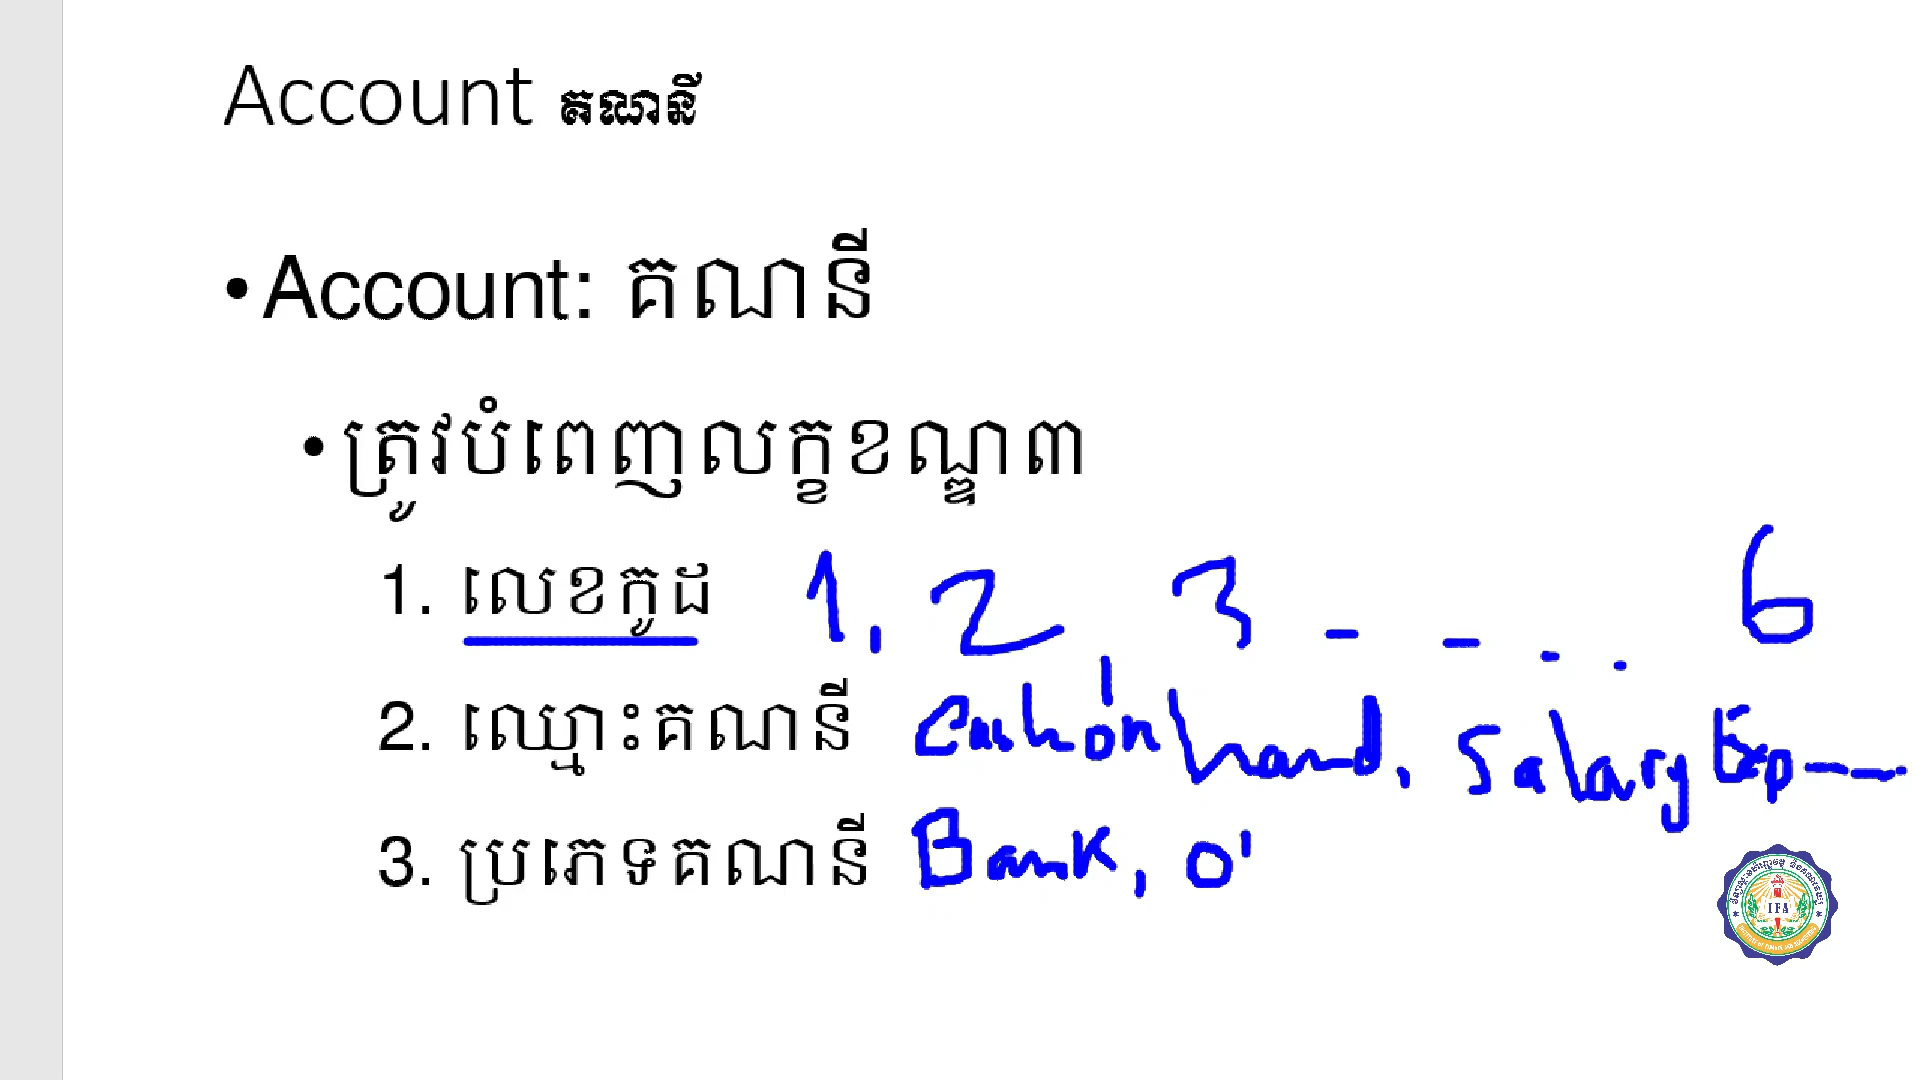 Account គណនី
•Account: គណនី
•ត្រូវបំពេញលក្ខខណ្ឌ៣
1. លេខកូដ 1, 2 3 - - . . 6
2. ឈ្មោះគណនី Cash on hand, Salary Exp ---
3. ប្រភេទគណនី Bank, o'
IFA